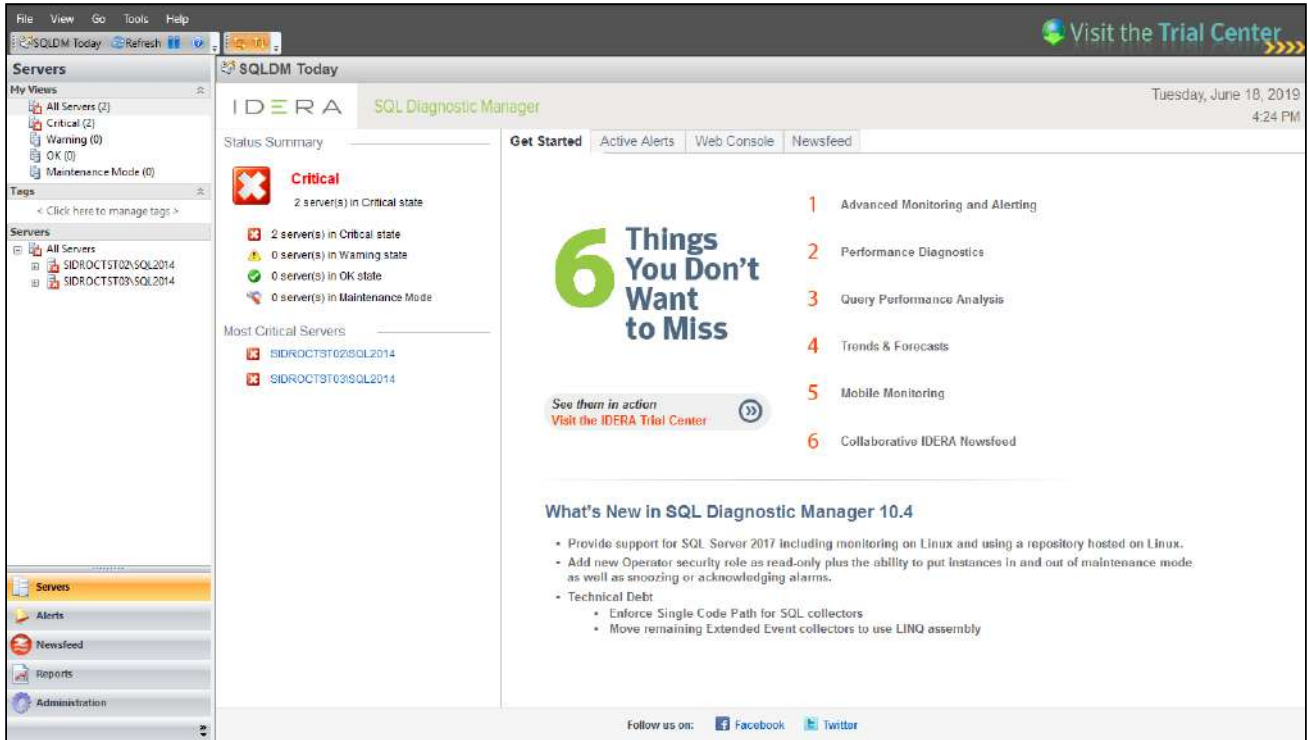 File View Go Tools Help
Visit the Trial Center
SQLDM Today Refresh
Servers
SQLDM Today
My Views
All Servers (2)
Critical (2)
Warning (0)
OK (0)
Maintenance Mode (0)
Tags
< Click here to manage tags >
Servers
All Servers
SIDROCTST02\SQL2014
SIDROCTST03\SQL2014
Servers
Alerts
Newsfeed
Reports
Administration
IDERA SQL Diagnostic Manager
Tuesday, June 18, 2019
4:24 PM
Status Summary
Critical
2 server(s) in Critical state
2 server(s) in Critical state
0 server(s) in Warning state
0 server(s) in OK state
0 server(s) in Maintenance Mode
Most Critical Servers
SIDROCTST02\SQL2014
SIDROCTST03\SQL2014
Get Started Active Alerts Web Console Newsfeed
6 Things
You Don't
Want
to Miss
See them in action
Visit the IDERA Trial Center
1 Advanced Monitoring and Alerting
2 Performance Diagnostics
3 Query Performance Analysis
4 Trends & Forecasts
5 Mobile Monitoring
6 Collaborative IDERA Newsfeed
What's New in SQL Diagnostic Manager 10.4
• Provide support for SQL Server 2017 including monitoring on Linux and using a repository hosted on Linux.
• Add new Operator security role as read-only plus the ability to put instances in and out of maintenance mode
as well as snoozing or acknowledging alarms.
• Technical Debt
• Enforce Single Code Path for SQL collectors
• Move remaining Extended Event collectors to use LINQ assembly
Follow us on: Facebook Twitter